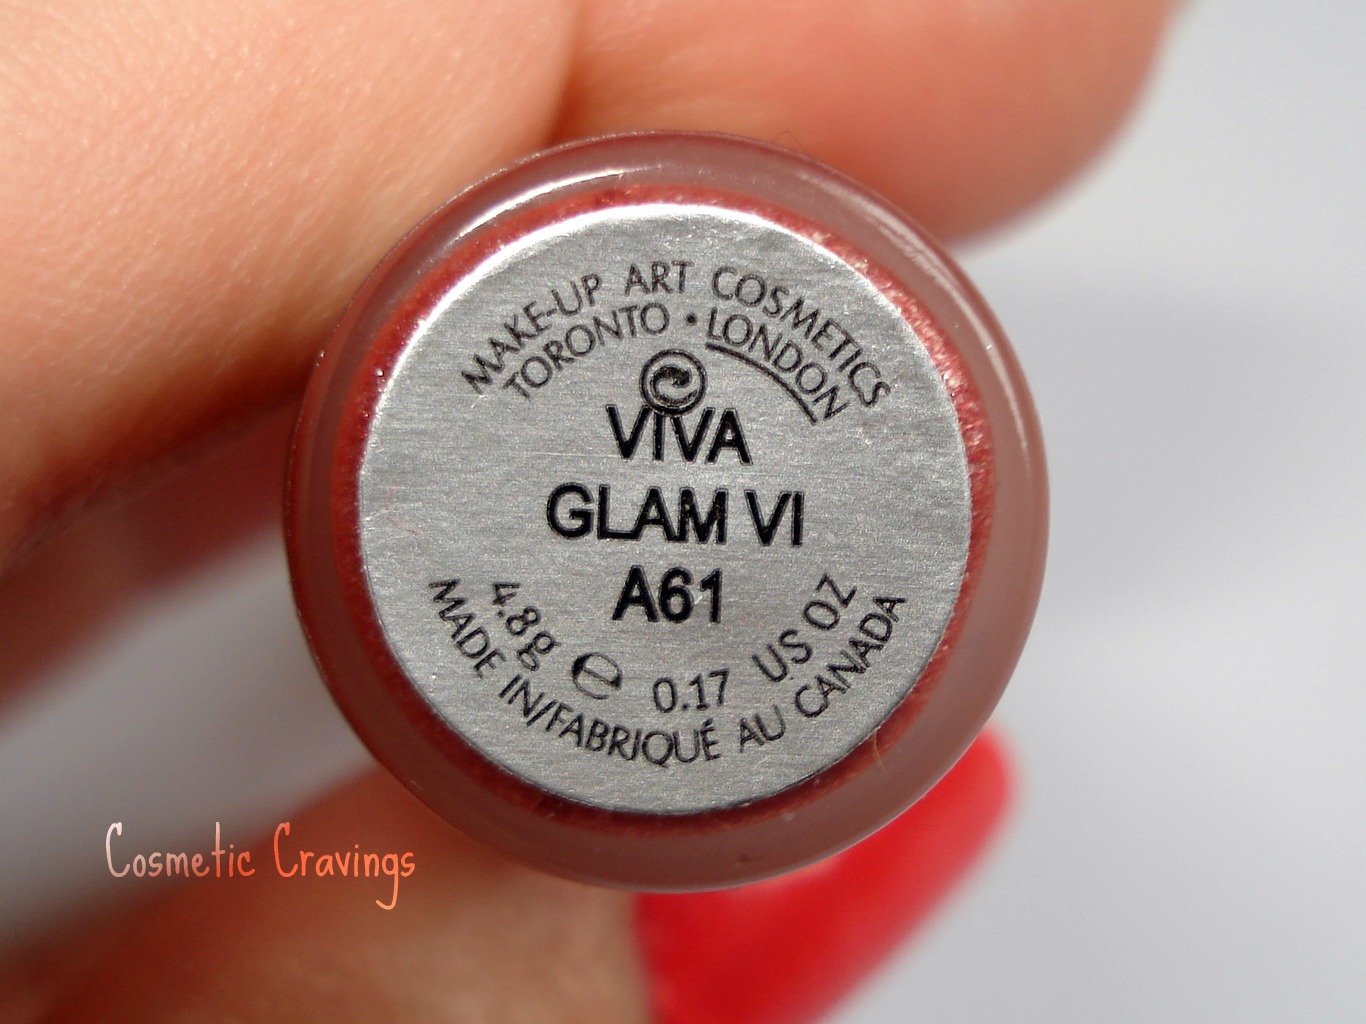 MAKE-UP ART COSMETICS
TORONTO • LONDON
VIVA
GLAM VI
A61
4.8g e 0.17 US OZ
MADE IN/FABRIQUÉ AU CANADA
Cosmetic Cravings